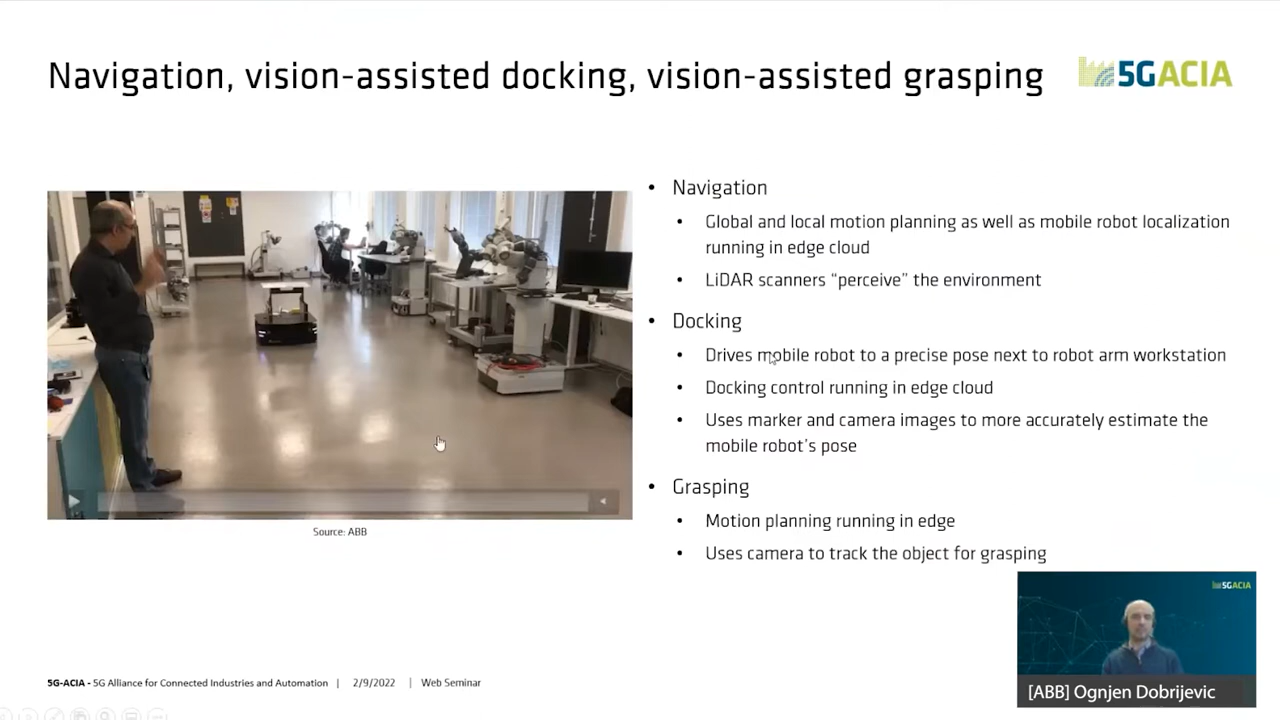 Navigation, vision-assisted docking, vision-assisted grasping
5GACIA
• Navigation
• Global and local motion planning as well as mobile robot localization
running in edge cloud
• LiDAR scanners “perceive” the environment
• Docking
• Drives mobile robot to a precise pose next to robot arm workstation
• Docking control running in edge cloud
• Uses marker and camera images to more accurately estimate the
mobile robot’s pose
• Grasping
• Motion planning running in edge
• Uses camera to track the object for grasping
Source: ABB
5GACIA
[ABB] Ognjen Dobrijevic
5G-ACIA - 5G Alliance for Connected Industries and Automation | 2/9/2022 | Web Seminar